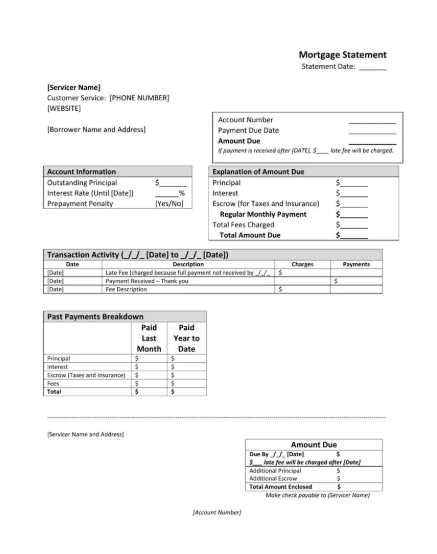 Mortgage Statement
Statement Date: _______
[Servicer Name]
Customer Service: [PHONE NUMBER]
[WEBSITE]
[Borrower Name and Address]
Account Number ____________
Payment Due Date ____________
Amount Due ____________
If payment is received after [DATE], $____ late fee will be charged.
Account Information
Outstanding Principal $_______
Interest Rate (Until [Date]) ______%
Prepayment Penalty [Yes/No]
Explanation of Amount Due
Principal $_______
Interest $_______
Escrow (for Taxes and Insurance) $_______
Regular Monthly Payment $_______
Total Fees Charged $_______
Total Amount Due $_______
Transaction Activity (_/_/_ [Date] to _/_/_ [Date])
Date Description Charges Payments
[Date] Late Fee (charged because full payment not received by _/_/_ $
[Date] Payment Received – Thank you $
[Date] Fee Description $
Past Payments Breakdown
Paid Last Month Paid Year to Date
Principal $ $
Interest $ $
Escrow (Taxes and Insurance) $ $
Fees $ $
Total $ $
[Servicer Name and Address]
Amount Due
Due By _/_/_ [Date] $
$___ late fee will be charged after [Date]
Additional Principal $
Additional Escrow $
Total Amount Enclosed $
Make check payable to [Servicer Name]
[Account Number]